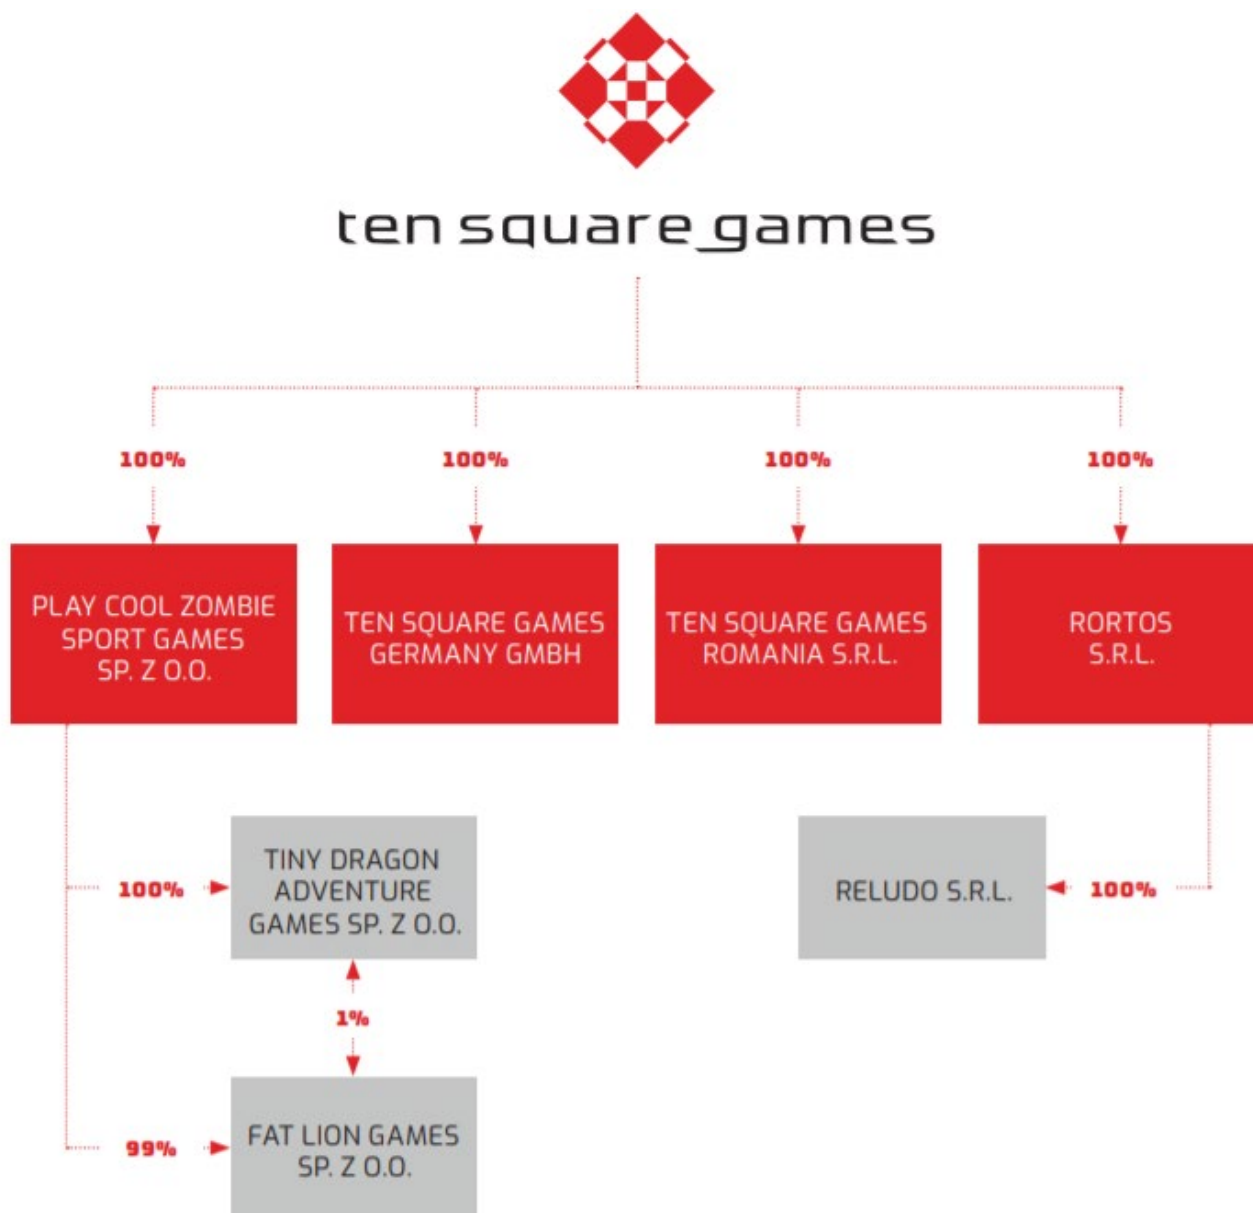 ten square games
100%
100%
100%
100%
PLAY COOL ZOMBIE
SPORT GAMES
SP. Z O.O.
TEN SQUARE GAMES
GERMANY GMBH
TEN SQUARE GAMES
ROMANIA S.R.L.
RORTOS
S.R.L.
100%
TINY DRAGON
ADVENTURE
GAMES SP. Z O.O.
RELUDO S.R.L.
100%
1%
99%
FAT LION GAMES
SP. Z O.O.